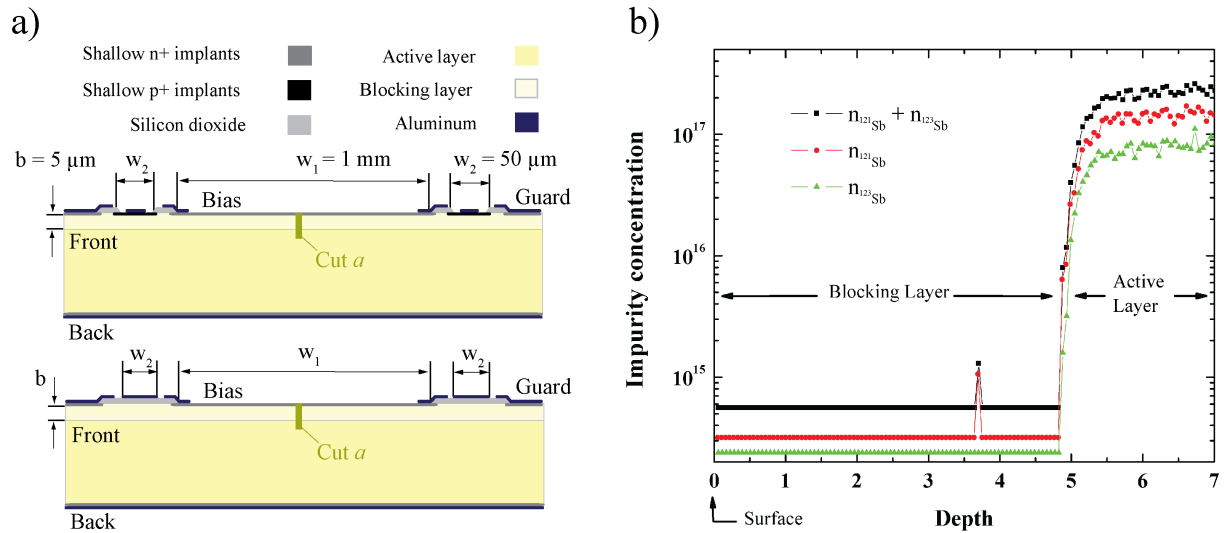 a)
Shallow n+ implants
Active layer
Shallow p+ implants
Blocking layer
Silicon dioxide
Aluminum
b = 5 µm
w2
w1 = 1 mm
w2 = 50 µm
Bias
Guard
Front
Cut a
Back
w2
w1
w2
b
Bias
Guard
Front
Cut a
Back
b)
Impurity concentration
10^17
10^16
10^15
n121Sb + n123Sb
n121Sb
n123Sb
Blocking Layer
Active
Layer
0 1 2 3 4 5 6 7
Surface
Depth